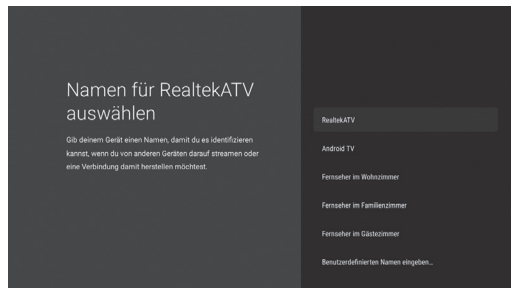 Namen für RealtekATV
auswählen
Gib deinem Gerät einen Namen, damit du es identifizieren
kannst, wenn du von anderen Geräten darauf streamen oder
eine Verbindung damit herstellen möchtest.
RealtekATV
Android TV
Fernseher im Wohnzimmer
Fernseher im Familienzimmer
Fernseher im Gästezimmer
Benutzerdefinierten Namen eingeben...